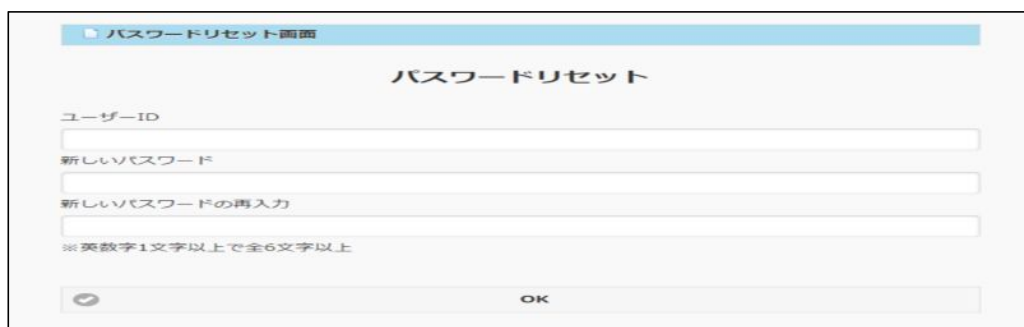 パスワードリセット画面
パスワードリセット
ユーザーID
新しいパスワード
新しいパスワードの再入力
※英数字1文字以上で全6文字以上
OK